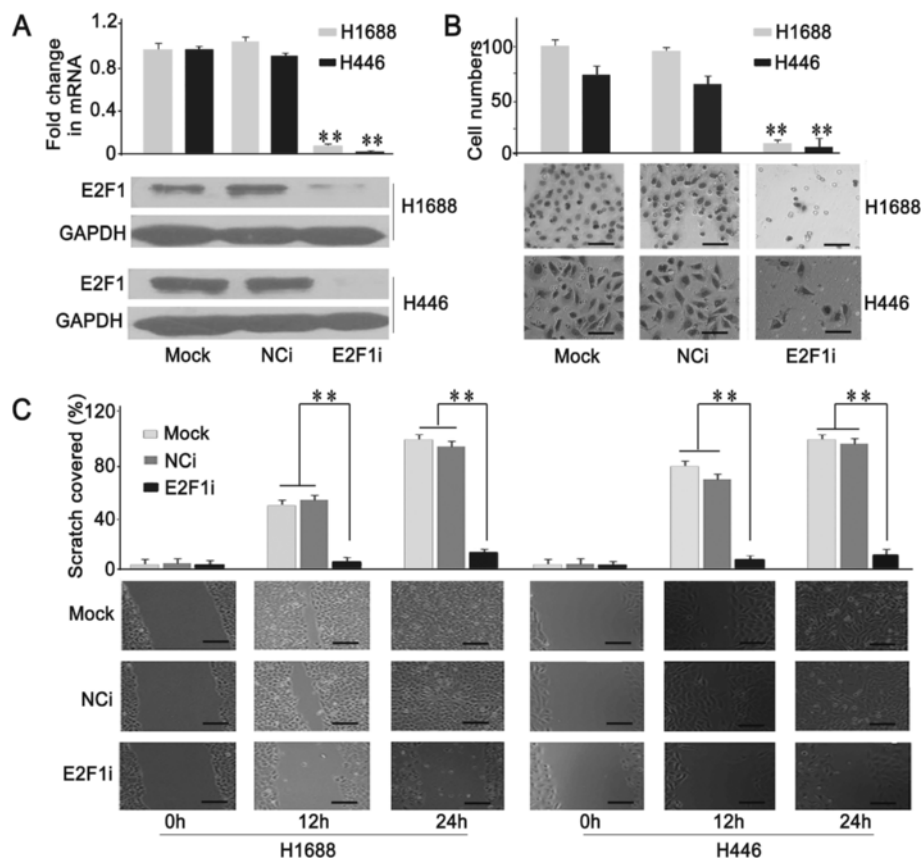 A
Fold change
in mRNA
1.2
0.8
0.4
0
H1688
H446
** **
E2F1
GAPDH
H1688
E2F1
GAPDH
H446
Mock NCi E2F1i
B
Cell numbers
100
50
0
H1688
H446
** **
H1688
H446
Mock NCi E2F1i
C
Scratch covered (%)
120
80
40
0
Mock
NCi
E2F1i
** ** ** **
Mock
NCi
E2F1i
0h 12h 24h 0h 12h 24h
H1688 H446